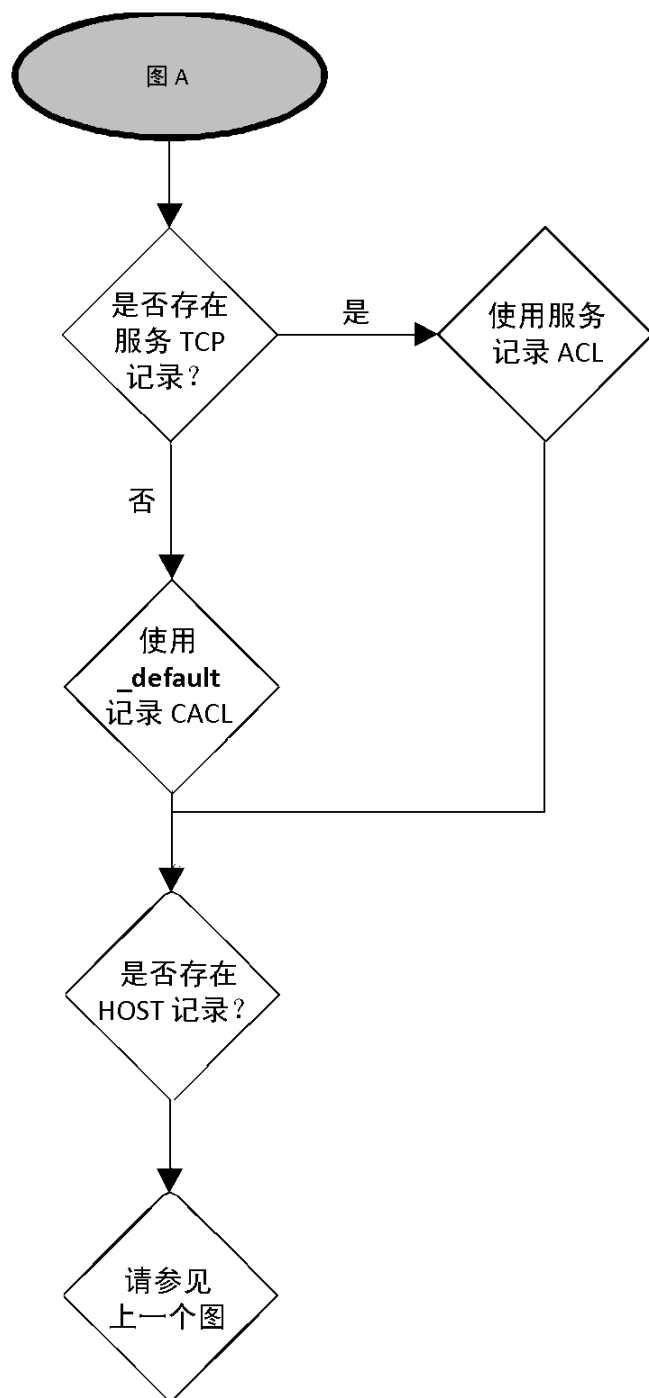 图 A
是否存在
服务 TCP
记录？
是
使用服务
记录 ACL
否
使用
_default
记录 CACL
是否存在
HOST 记录？
请参见
上一个图